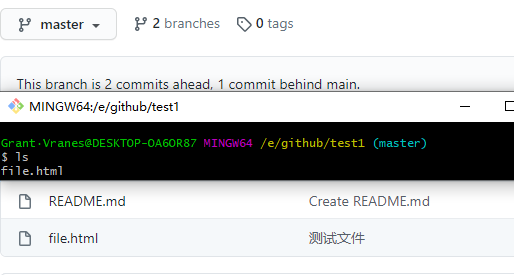 master 2 branches 0 tags
This branch is 2 commits ahead, 1 commit behind main.
MINGW64:/e/github/test1
Grant·Vranes@DESKTOP-OA6OR87 MINGW64 /e/github/test1 (master)
$ ls
file.html
README.md Create README.md
file.html 测试文件